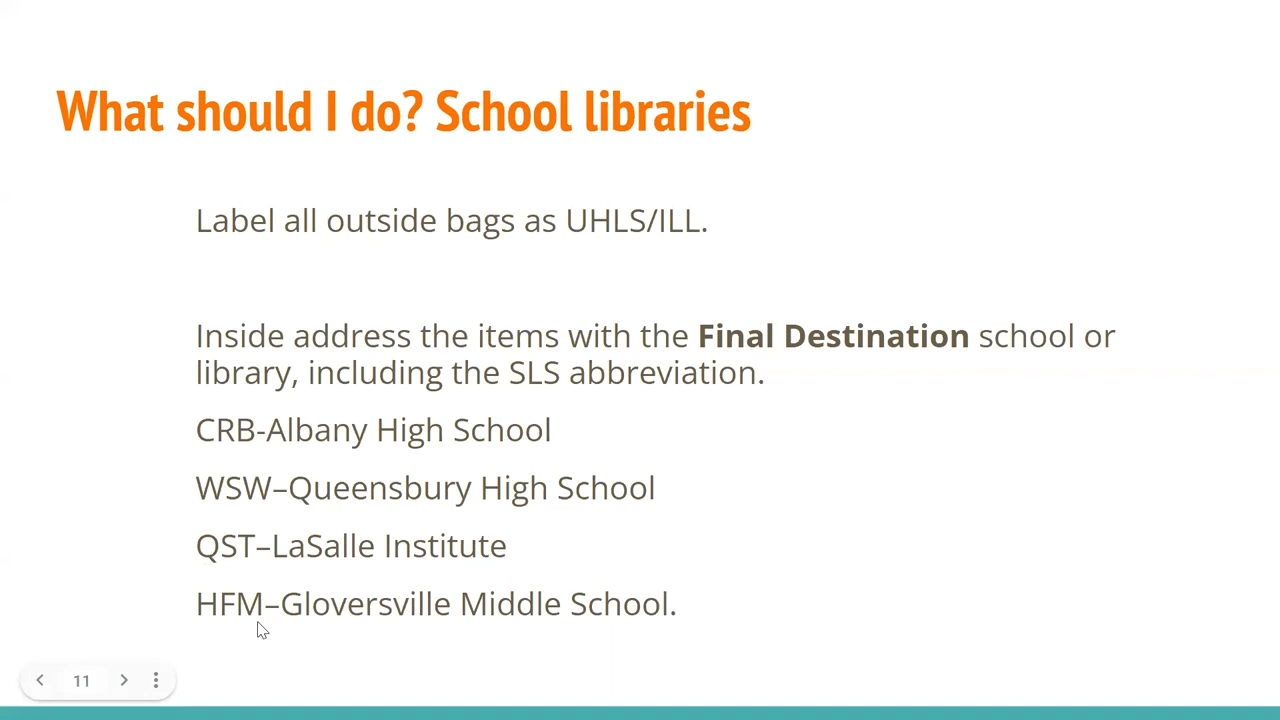 What should I do? School libraries
Label all outside bags as UHLS/ILL.
Inside address the items with the Final Destination school or
library, including the SLS abbreviation.
CRB-Albany High School
WSW–Queensbury High School
QST–LaSalle Institute
HFM–Gloversville Middle School.
11